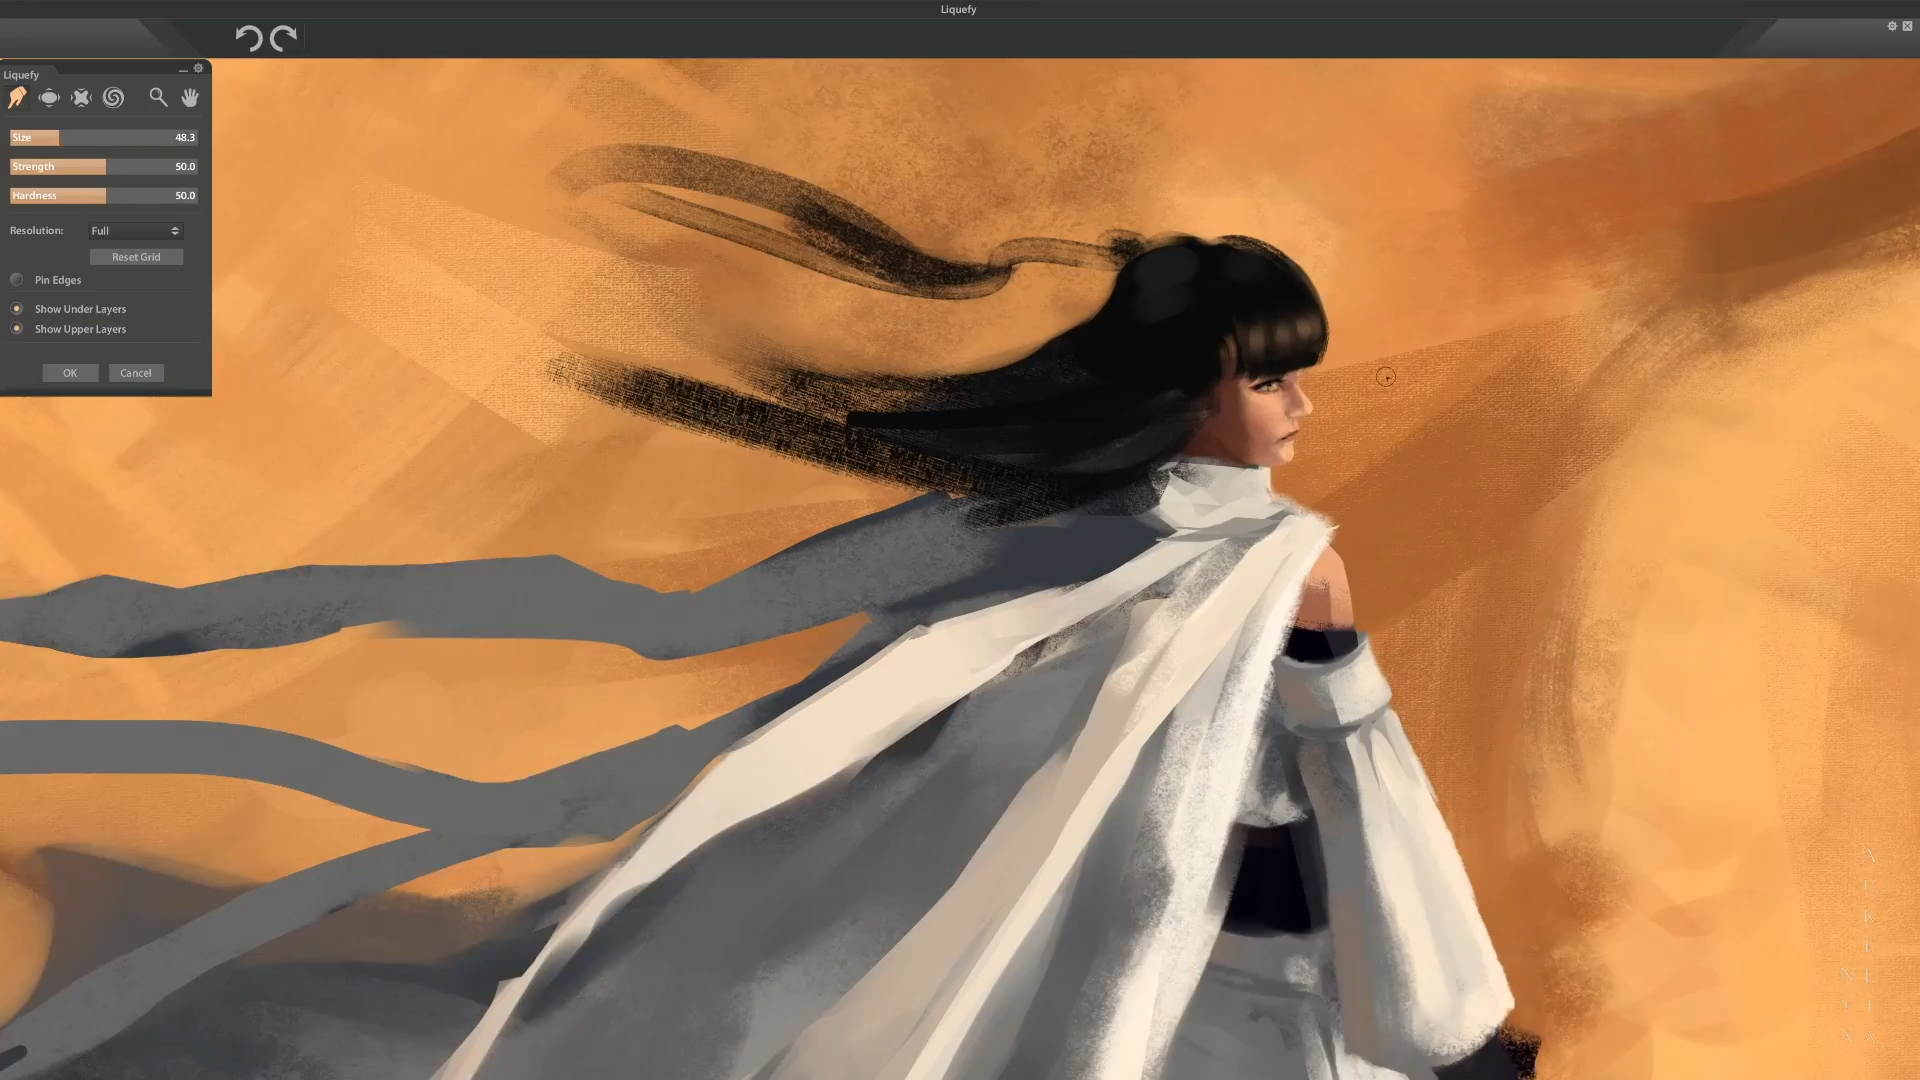 Liquefy
Liquefy
Size 48.3
Strength 50.0
Hardness 50.0
Resolution: Full
Reset Grid
Pin Edges
Show Under Layers
Show Upper Layers
OK Cancel